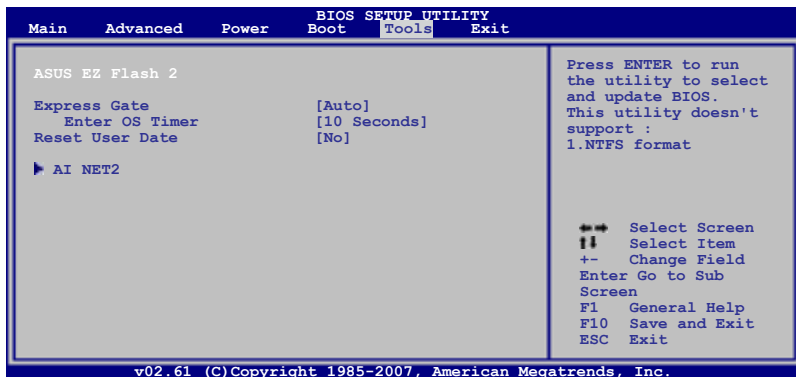 BIOS SETUP UTILITY
Main Advanced Power Boot Tools Exit
ASUS EZ Flash 2
Express Gate [Auto]
Enter OS Timer [10 Seconds]
Reset User Date [No]
AI NET2
Press ENTER to run
the utility to select
and update BIOS.
This utility doesn't
support :
1.NTFS format
Select Screen
Select Item
+- Change Field
Enter Go to Sub
Screen
F1 General Help
F10 Save and Exit
ESC Exit
v02.61 (C)Copyright 1985-2007, American Megatrends, Inc.